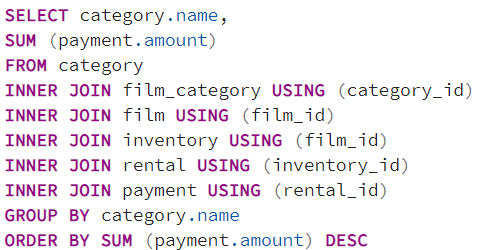 SELECT category.name,
SUM (payment.amount)
FROM category
INNER JOIN film_category USING (category_id)
INNER JOIN film USING (film_id)
INNER JOIN inventory USING (film_id)
INNER JOIN rental USING (inventory_id)
INNER JOIN payment USING (rental_id)
GROUP BY category.name
ORDER BY SUM (payment.amount) DESC